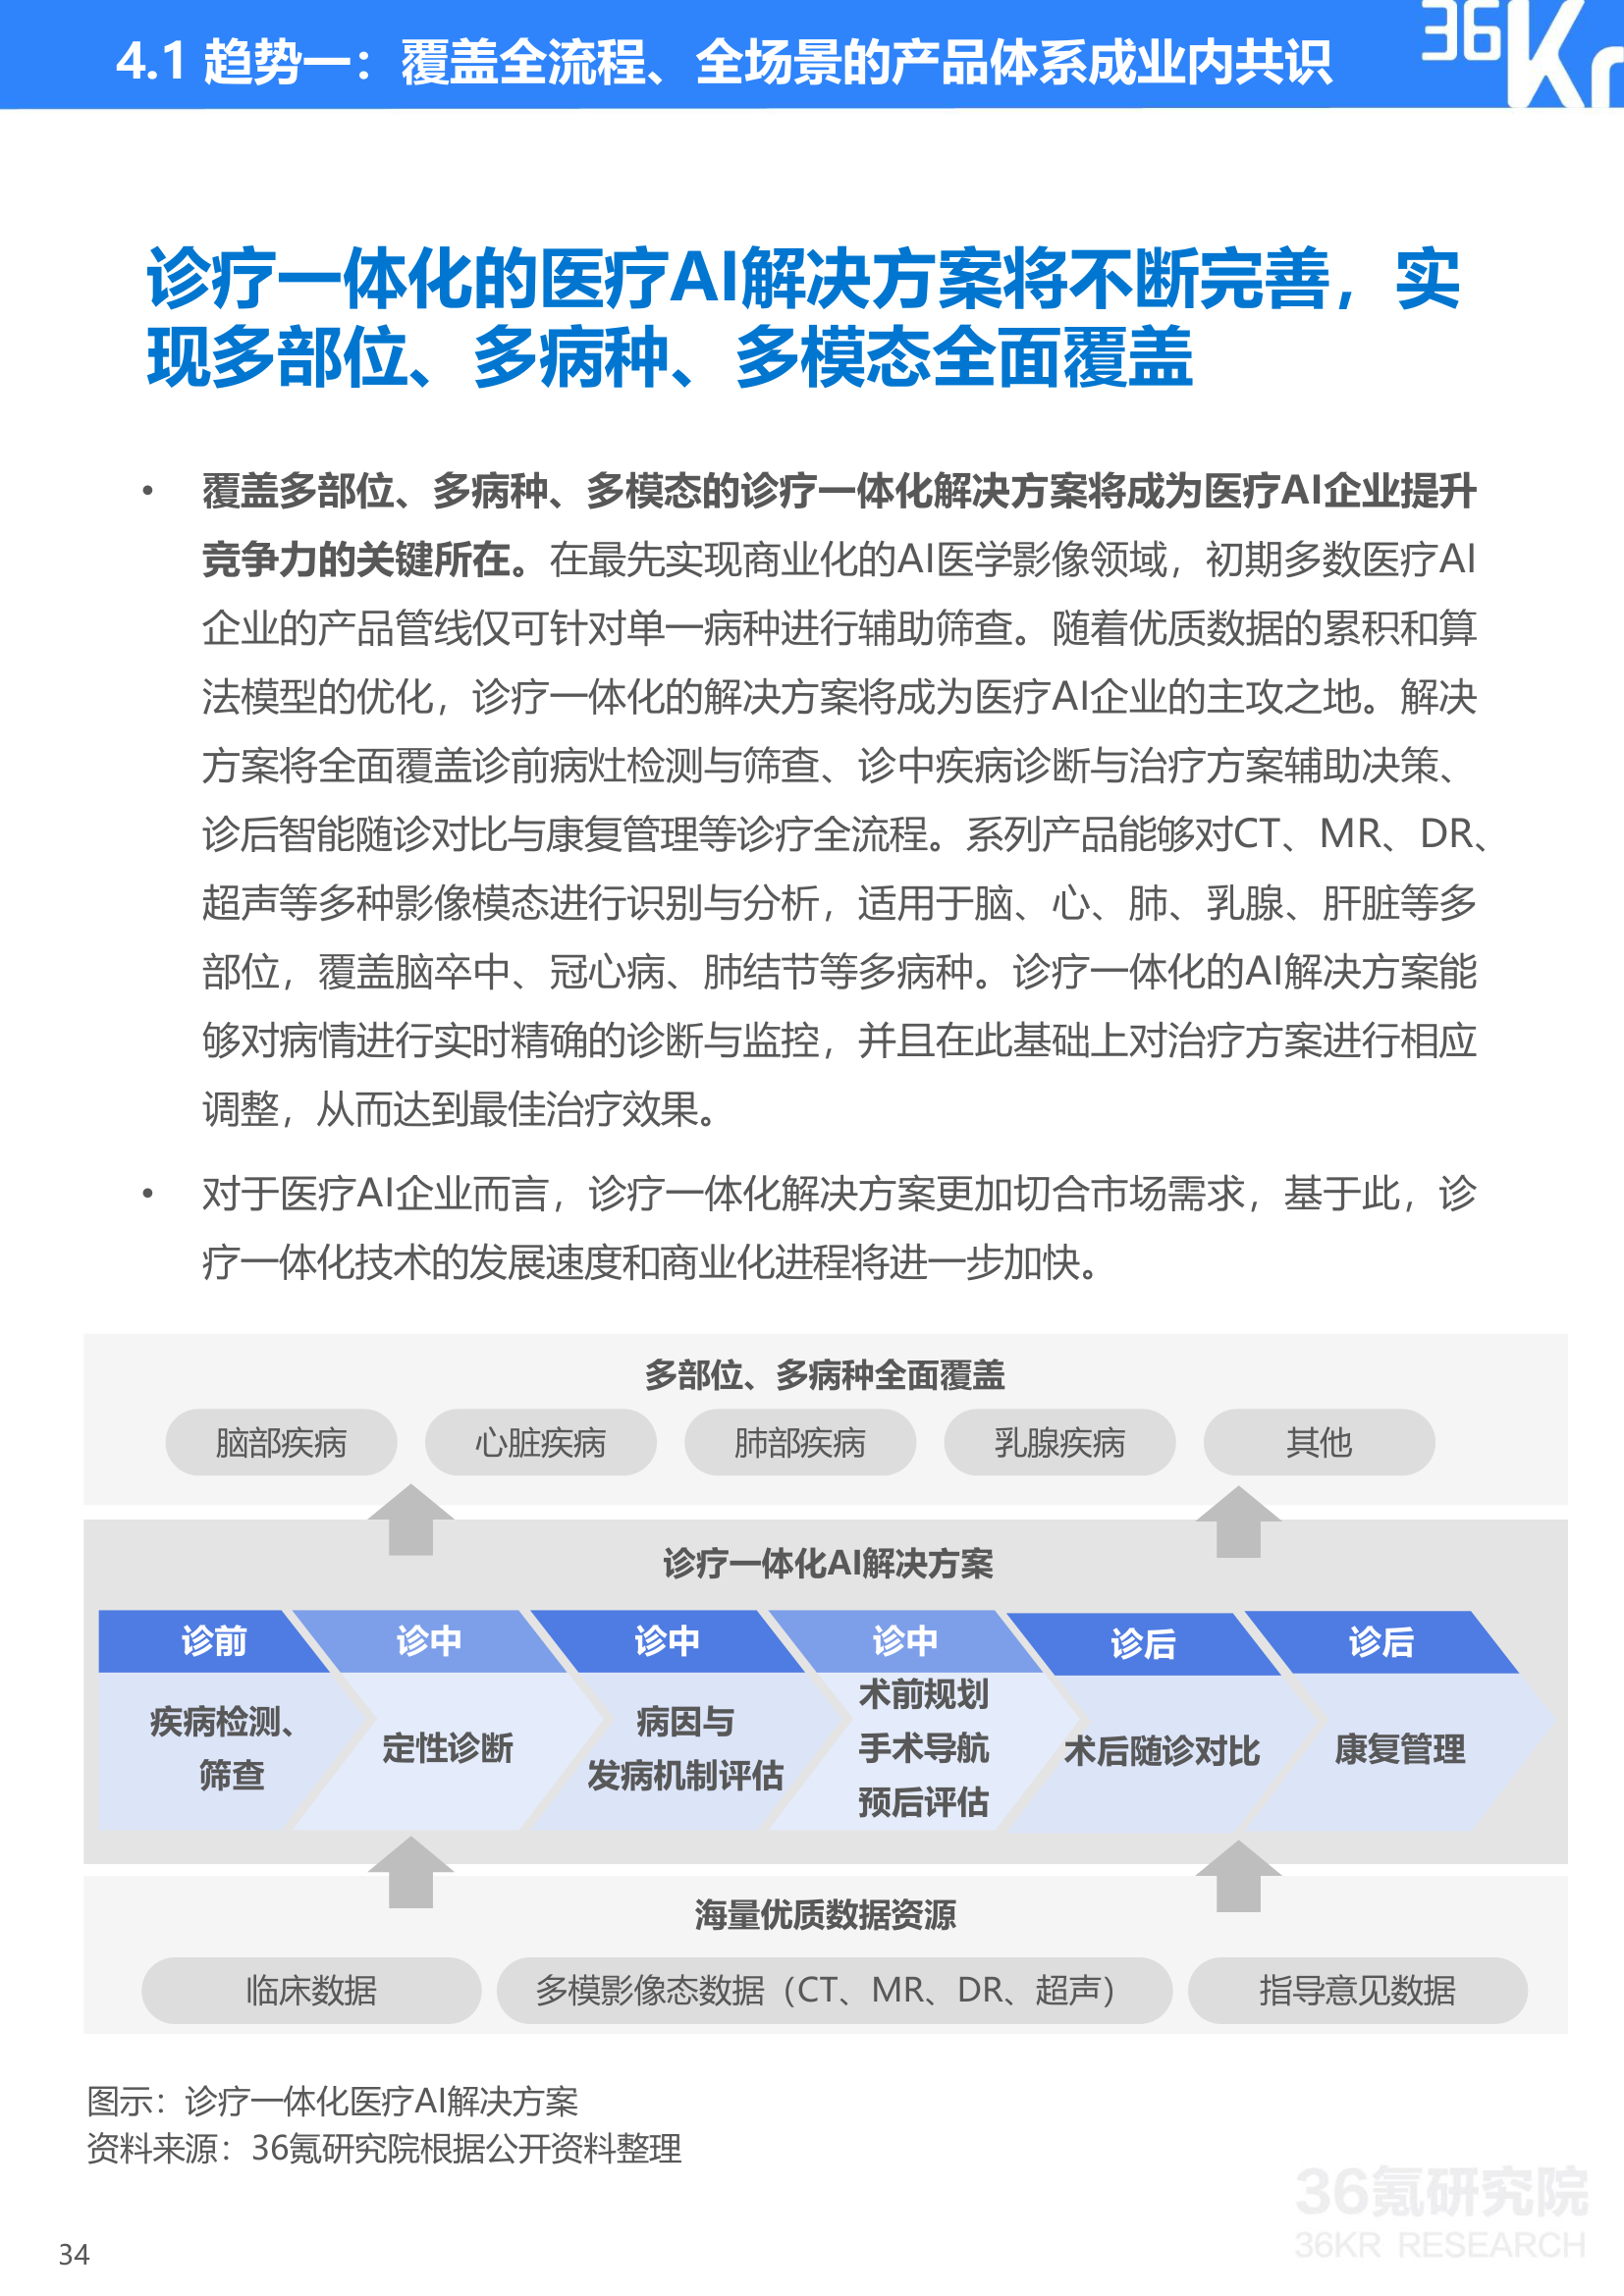 4.1 趋势一：覆盖全流程、全场景的产品体系成业内共识
36Kr
诊疗一体化的医疗AI解决方案将不断完善，实
现多部位、多病种、多模态全面覆盖
• 覆盖多部位、多病种、多模态的诊疗一体化解决方案将成为医疗AI企业提升
竞争力的关键所在。在最先实现商业化的AI医学影像领域，初期多数医疗AI
企业的产品管线仅可针对单一病种进行辅助筛查。随着优质数据的累积和算
法模型的优化，诊疗一体化的解决方案将成为医疗AI企业的主攻之地。解决
方案将全面覆盖诊前病灶检测与筛查、诊中疾病诊断与治疗方案辅助决策、
诊后智能随诊对比与康复管理等诊疗全流程。系列产品能够对CT、MR、DR、
超声等多种影像模态进行识别与分析，适用于脑、心、肺、乳腺、肝脏等多
部位，覆盖脑卒中、冠心病、肺结节等多病种。诊疗一体化的AI解决方案能
够对病情进行实时精确的诊断与监控，并且在此基础上对治疗方案进行相应
调整，从而达到最佳治疗效果。
• 对于医疗AI企业而言，诊疗一体化解决方案更加切合市场需求，基于此，诊
疗一体化技术的发展速度和商业化进程将进一步加快。
多部位、多病种全面覆盖
脑部疾病
心脏疾病
肺部疾病
乳腺疾病
其他
诊疗一体化AI解决方案
诊前
疾病检测、
筛查
诊中
定性诊断
诊中
病因与
发病机制评估
诊中
术前规划
手术导航
预后评估
诊后
术后随诊对比
诊后
康复管理
海量优质数据资源
临床数据
多模影像态数据（CT、MR、DR、超声）
指导意见数据
图示：诊疗一体化医疗AI解决方案
资料来源：36氪研究院根据公开资料整理
36氪研究院
36KR RESEARCH
34